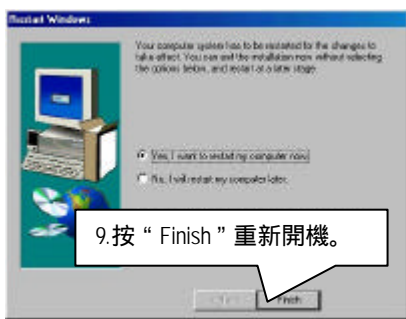 Restart Windows
Your computer system has to be restarted for the changes to
take effect. You can exit the installation now without selecting
the options below, and restart at a later stage.
Yes, I want to restart my computer now.
No, I will restart my computer later.
9.按“Finish”重新開機。
Finish